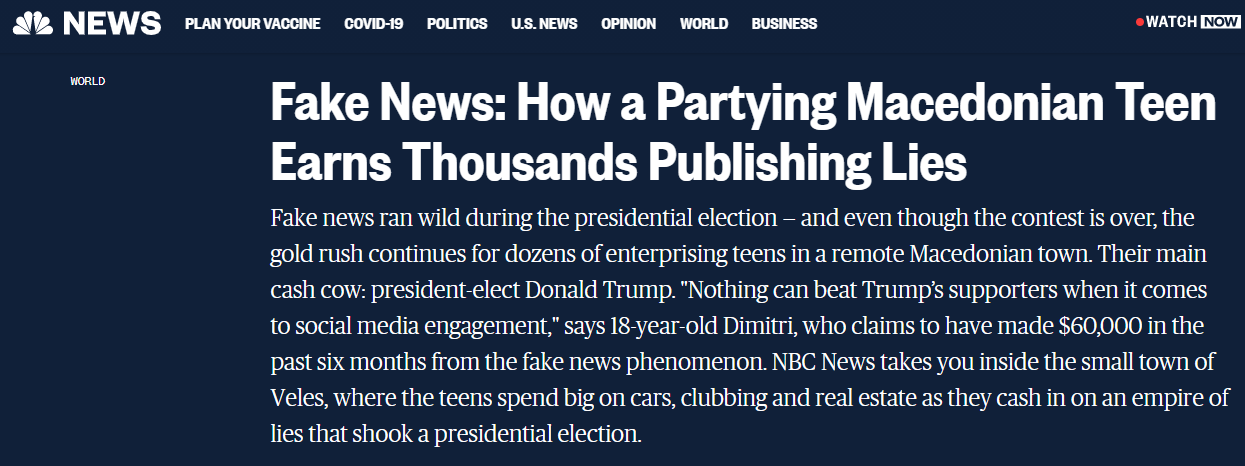 NEWS PLAN YOUR VACCINE COVID-19 POLITICS U.S. NEWS OPINION WORLD BUSINESS WATCH NOW
WORLD
Fake News: How a Partying Macedonian Teen
Earns Thousands Publishing Lies
Fake news ran wild during the presidential election — and even though the contest is over, the
gold rush continues for dozens of enterprising teens in a remote Macedonian town. Their main
cash cow: president-elect Donald Trump. "Nothing can beat Trump’s supporters when it comes
to social media engagement," says 18-year-old Dimitri, who claims to have made $60,000 in the
past six months from the fake news phenomenon. NBC News takes you inside the small town of
Veles, where the teens spend big on cars, clubbing and real estate as they cash in on an empire of
lies that shook a presidential election.